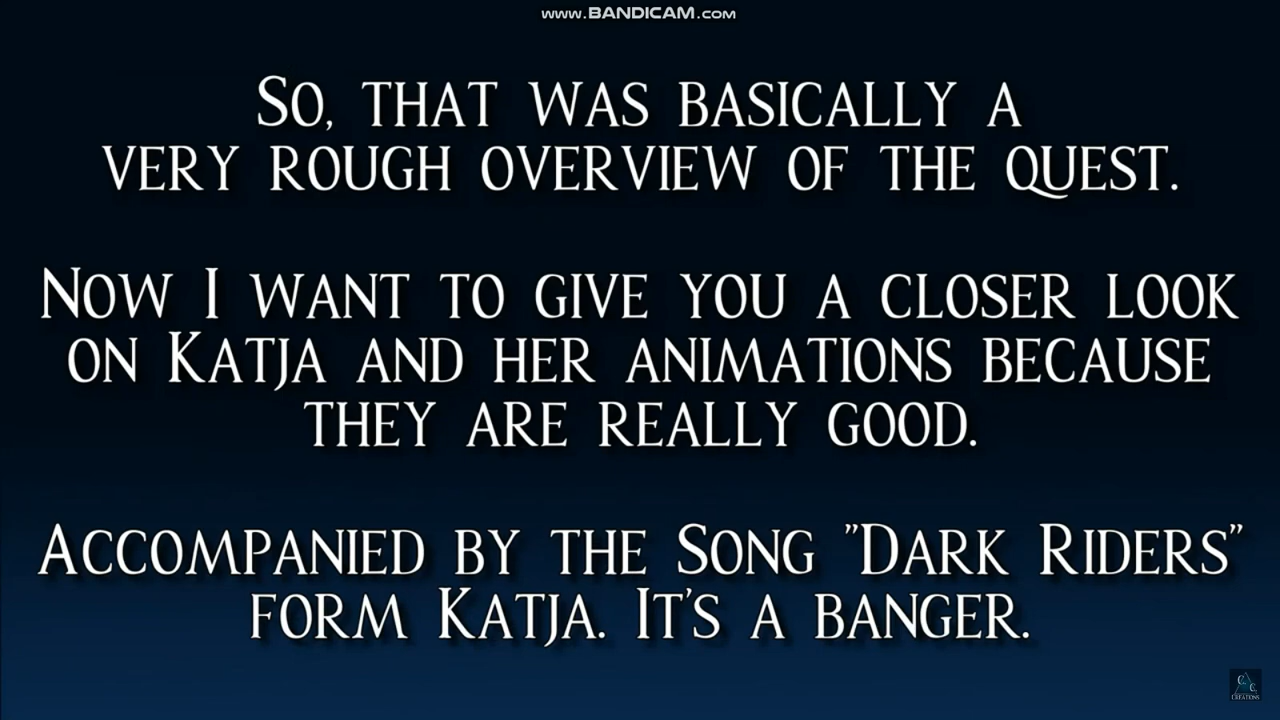 www.BANDICAM.com
So, that was basically a
very rough overview of the quest.
Now I want to give you a closer look
on Katja and her animations because
they are really good.
Accompanied by the Song "Dark Riders"
form Katja. It's a banger.
Creations